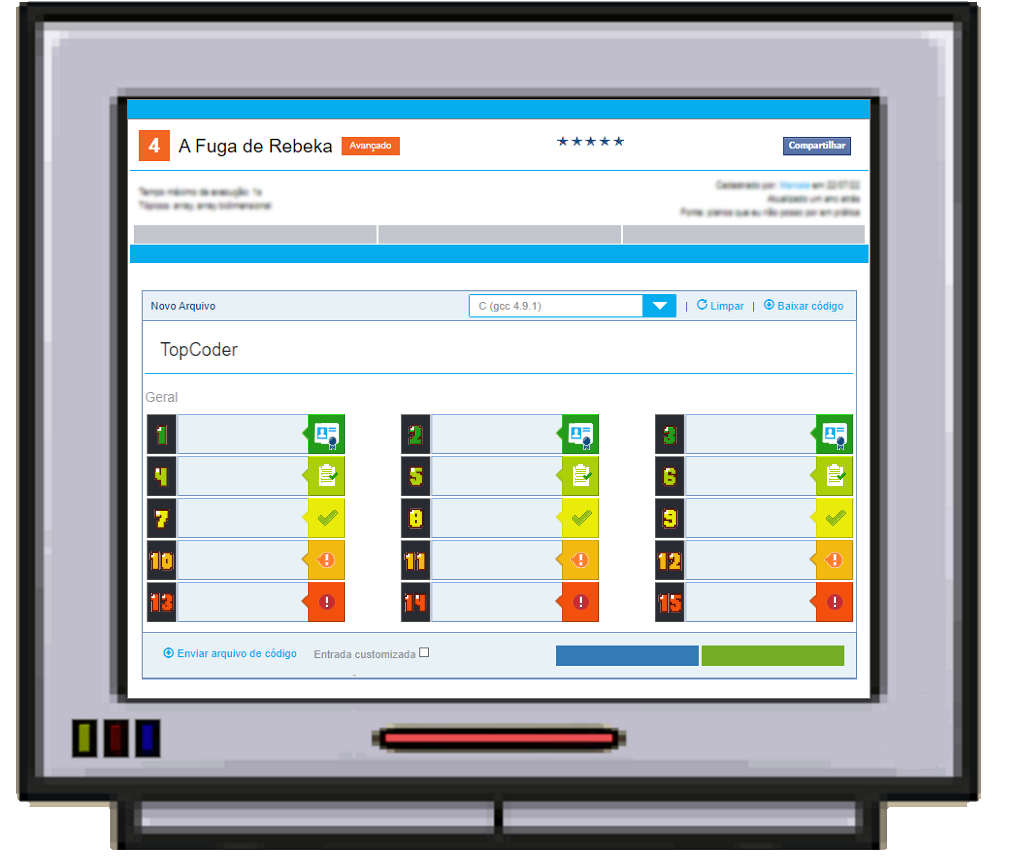 4 A Fuga de Rebeka Avançado ★★★★★ Compartilhar
Tempo máximo de execução: 1s
Cadastrado por: Marcela em 22/07/22
Tópicos: array, array bidimensional
Atualizado um ano atrás
Fonte: planos que eu não posso por em prática
Novo Arquivo C (gcc 4.9.1) | Limpar | Baixar código
TopCoder
Geral
1 2 3
4 5 6
7 8 9
10 11 12
13 14 15
Enviar arquivo de código Entrada customizada